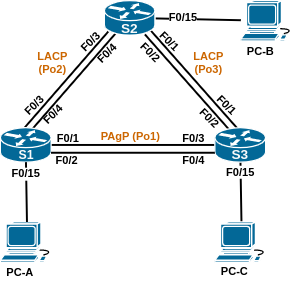 S2
F0/15
PC-B
F0/3
F0/4
F0/1
F0/2
LACP
(Po2)
LACP
(Po3)
F0/3
F0/4
F0/1
F0/2
S1
F0/1
F0/2
PAgP (Po1)
F0/3
F0/4
S3
F0/15
F0/15
PC-A
PC-C